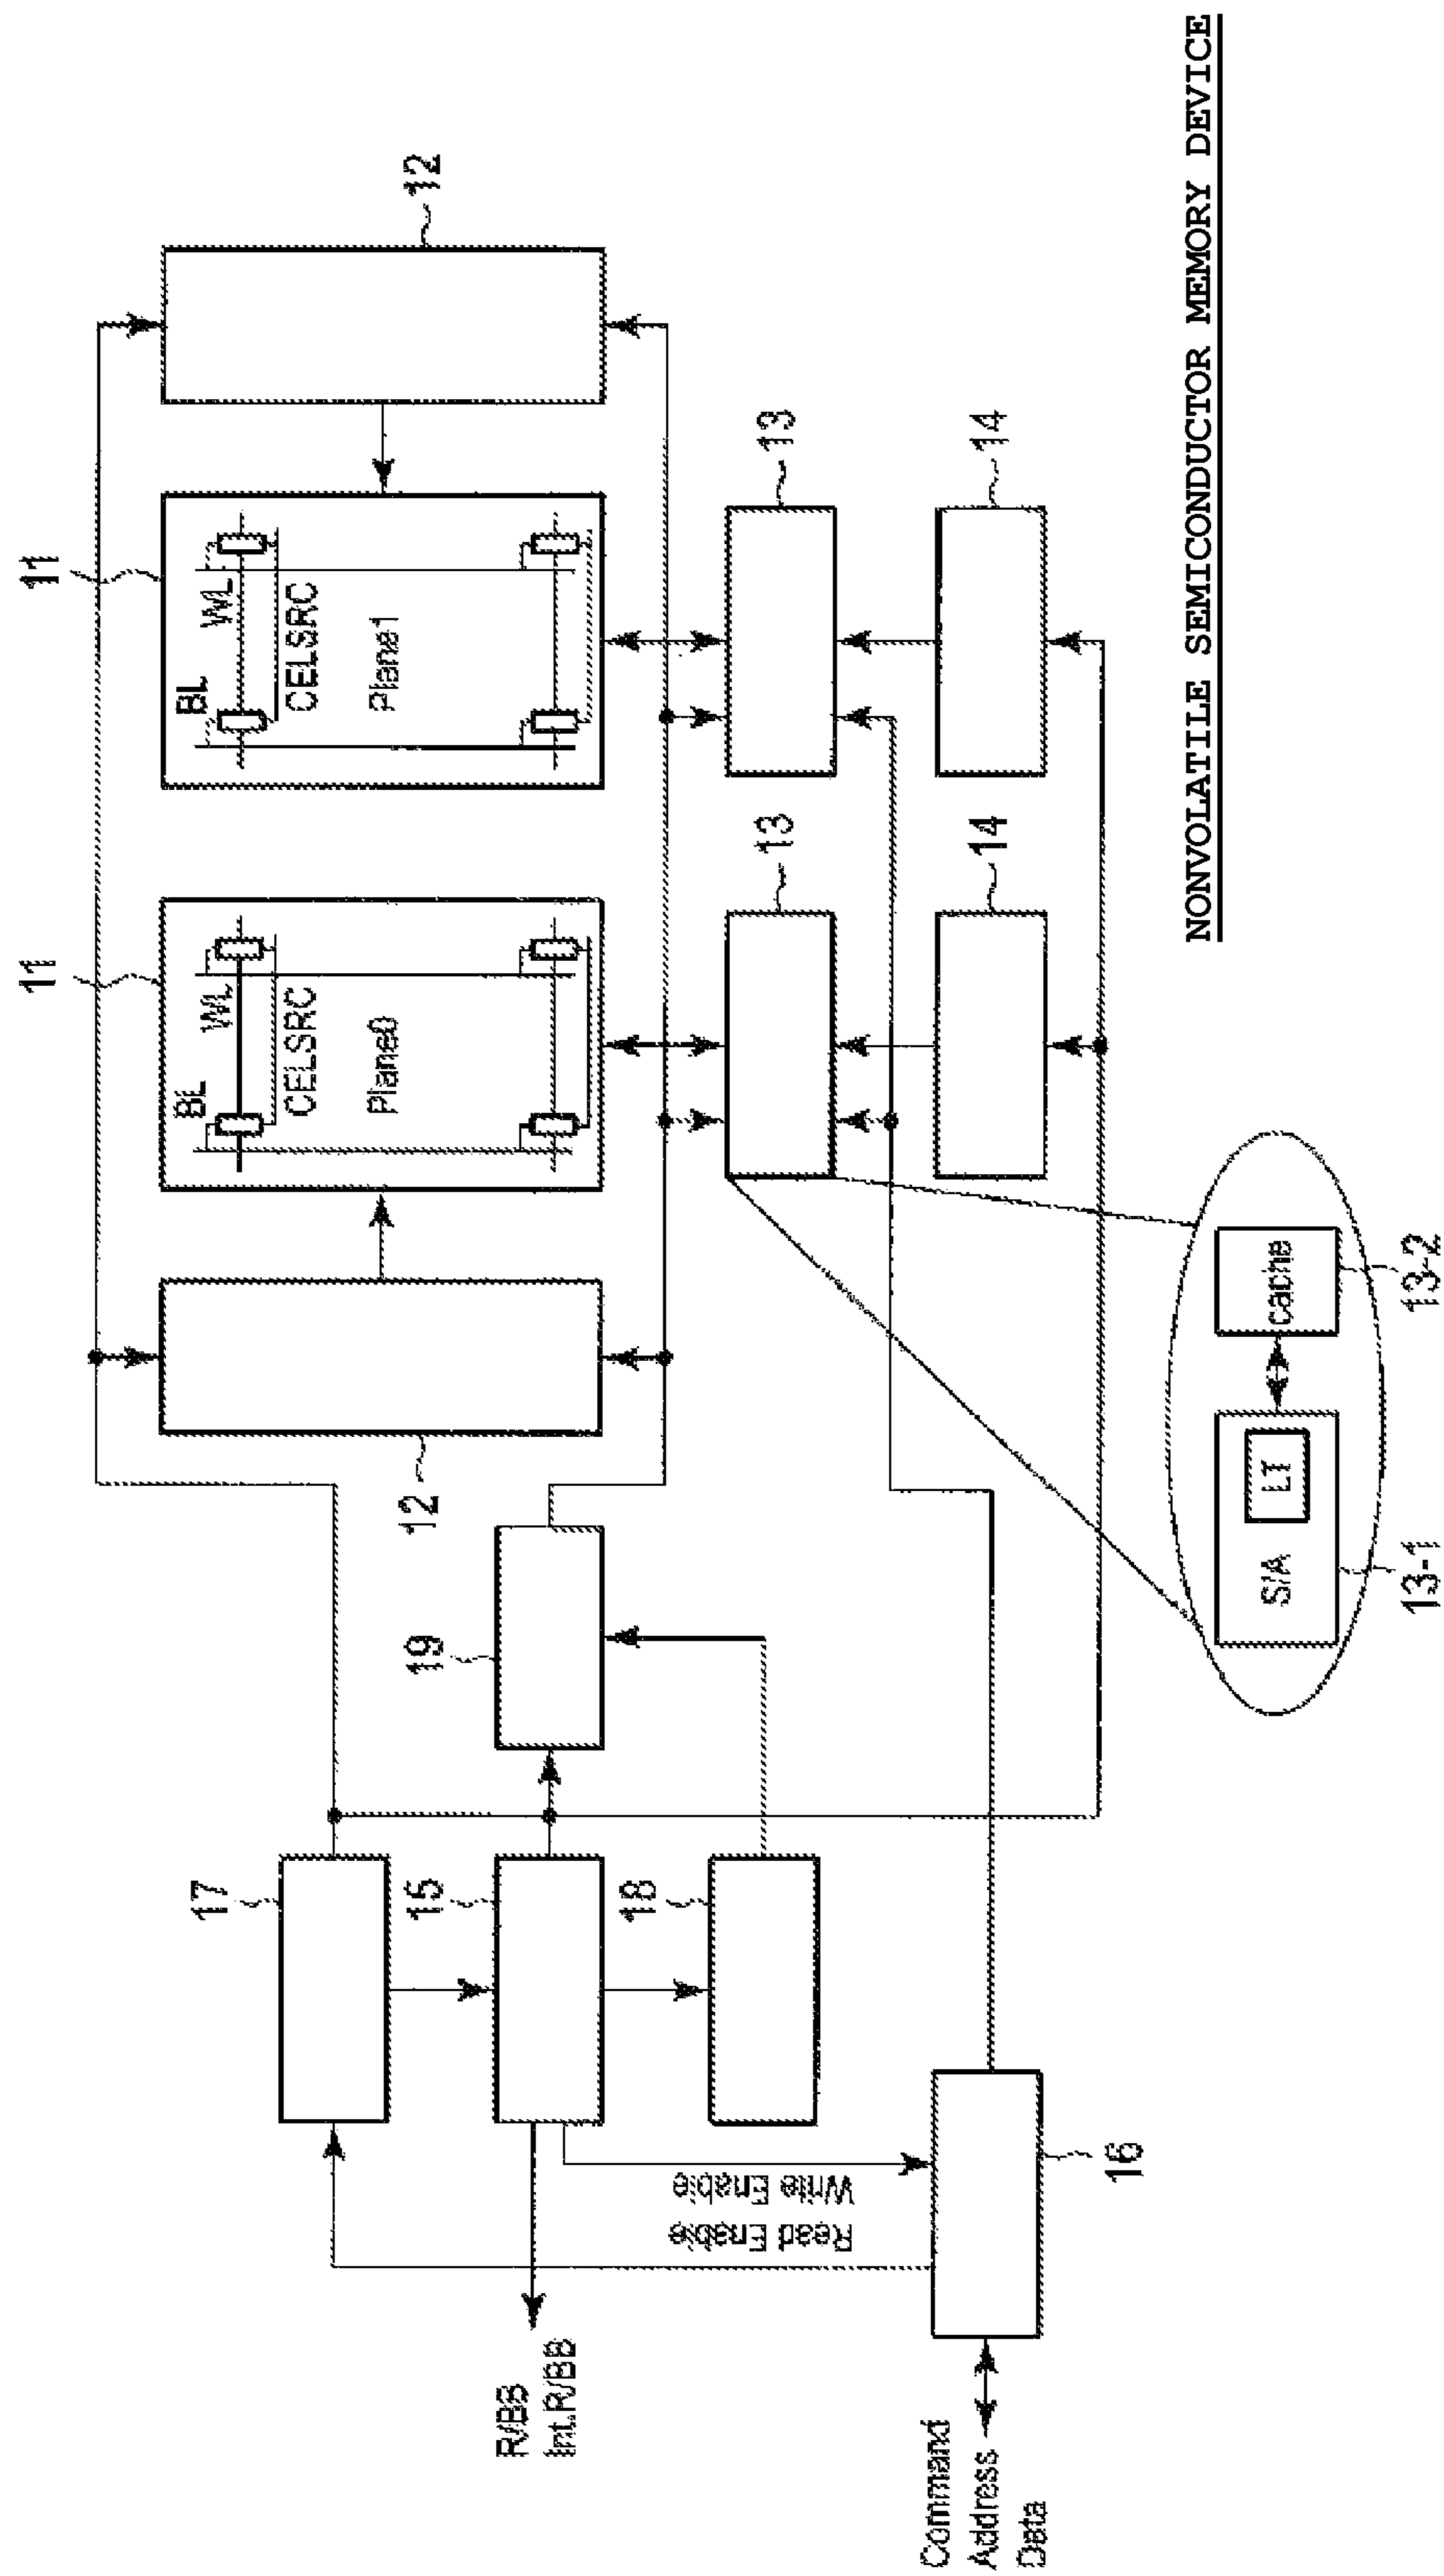 11
11
12
BL
WL
CELSRC
Plane0
BL
WL
CELSRC
Plane1
12
17
19
15
18
R/BB
Int.R/BB
Read Enable
Write Enable
13
13
14
14
Command
Address
Data
16
S/A
LT
cache
13-1
13-2
NONVOLATILE SEMICONDUCTOR MEMORY DEVICE